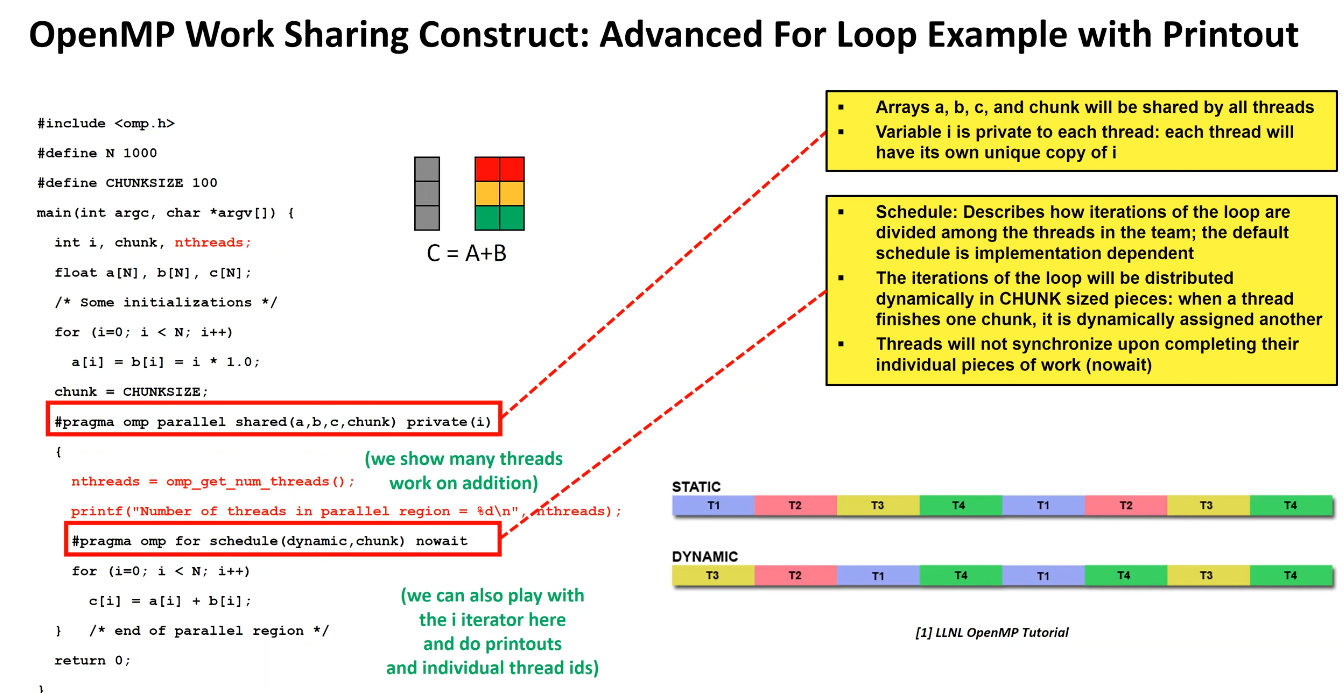 OpenMP Work Sharing Construct: Advanced For Loop Example with Printout
#include <omp.h>
#define N 1000
#define CHUNKSIZE 100
main(int argc, char *argv[]) {
int i, chunk, nthreads;
float a[N], b[N], c[N];
/* Some initializations */
for (i=0; i < N; i++)
a[i] = b[i] = i * 1.0;
chunk = CHUNKSIZE;
#pragma omp parallel shared(a,b,c,chunk) private(i)
{
nthreads = omp_get_num_threads();
printf("Number of threads in parallel region = %d\n", nthreads);
#pragma omp for schedule(dynamic,chunk) nowait
for (i=0; i < N; i++)
c[i] = a[i] + b[i];
} /* end of parallel region */
return 0;
}
C = A+B
(we show many threads
work on addition)
(we can also play with
the i iterator here
and do printouts
and individual thread ids)
▪ Arrays a, b, c, and chunk will be shared by all threads
▪ Variable i is private to each thread: each thread will
have its own unique copy of i
▪ Schedule: Describes how iterations of the loop are
divided among the threads in the team; the default
schedule is implementation dependent
▪ The iterations of the loop will be distributed
dynamically in CHUNK sized pieces: when a thread
finishes one chunk, it is dynamically assigned another
▪ Threads will not synchronize upon completing their
individual pieces of work (nowait)
STATIC
T1 T2 T3 T4 T1 T2 T3 T4
DYNAMIC
T3 T2 T1 T4 T1 T4 T3 T4
[1] LLNL OpenMP Tutorial